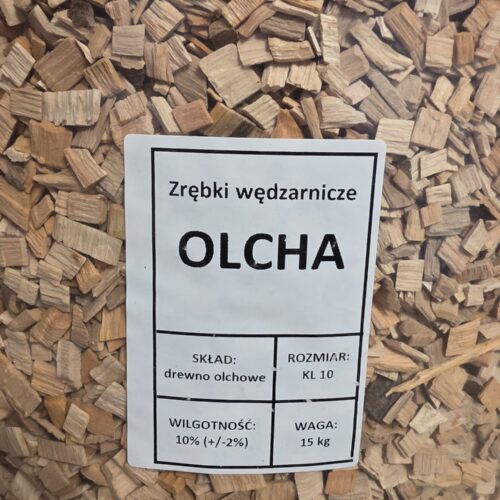 Zrębki wędzarnicze
OLCHA
SKŁAD:
drewno olchowe
ROZMIAR:
KL 10
WILGOTNOŚĆ:
10% (+/-2%)
WAGA:
15 kg